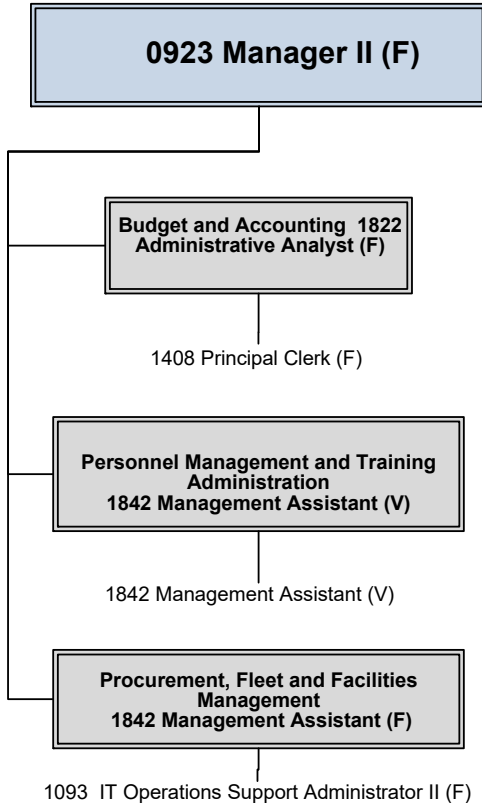 0923 Manager II (F)
Budget and Accounting  1822
Administrative Analyst (F)
1408 Principal Clerk (F)
Personnel Management and Training
Administration
1842 Management Assistant (V)
1842 Management Assistant (V)
Procurement, Fleet and Facilities
Management
1842 Management Assistant (F)
1093  IT Operations Support Administrator II (F)